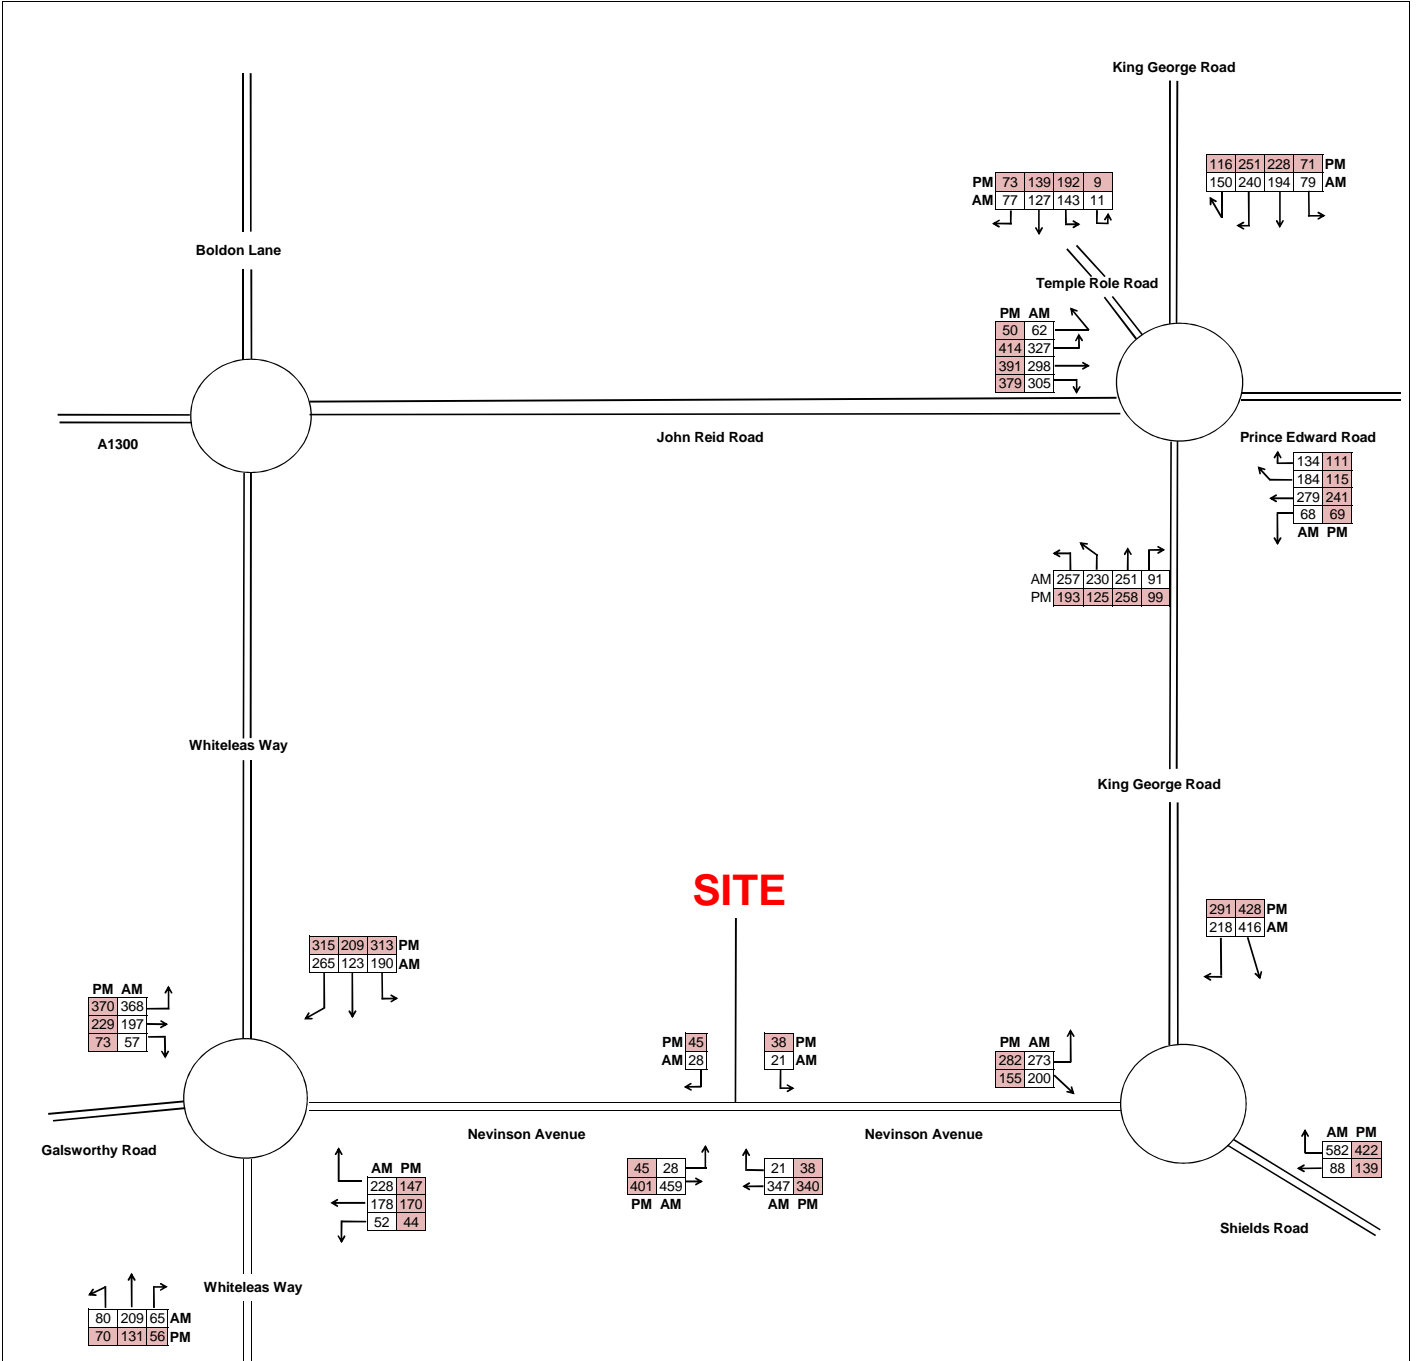 King George Road
116 251 228 71 PM
150 240 194 79 AM
PM 73 139 192 9
AM 77 127 143 11
Boldon Lane
Temple Role Road
PM AM
50 62
414 327
391 298
379 305
A1300
John Reid Road
Prince Edward Road
134 111
184 115
279 241
68 69
AM PM
AM 257 230 251 91
PM 193 125 258 99
Whiteleas Way
King George Road
SITE
291 428 PM
218 416 AM
315 209 313 PM
265 123 190 AM
PM AM
370 368
229 197
73 57
PM 45
AM 28
38 PM
21 AM
PM AM
282 273
155 200
Galsworthy Road
Nevinson Avenue
Nevinson Avenue
AM PM
582 422
88 139
AM PM
228 147
178 170
52 44
45 28
401 459
PM AM
21 38
347 340
AM PM
Shields Road
Whiteleas Way
80 209 65 AM
70 131 56 PM